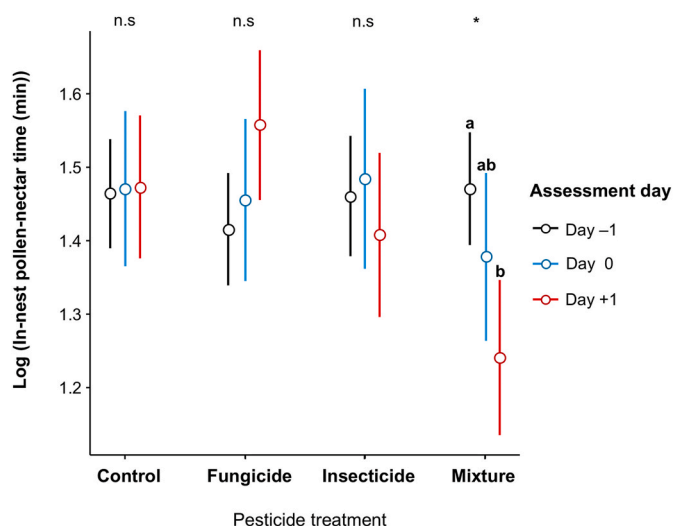 n.s
n.s
n.s
*
Log (In-nest pollen-nectar time (min))
1.6
1.5
1.4
1.3
1.2
a
ab
b
Assessment day
Day –1
Day 0
Day +1
Control
Fungicide
Insecticide
Mixture
Pesticide treatment